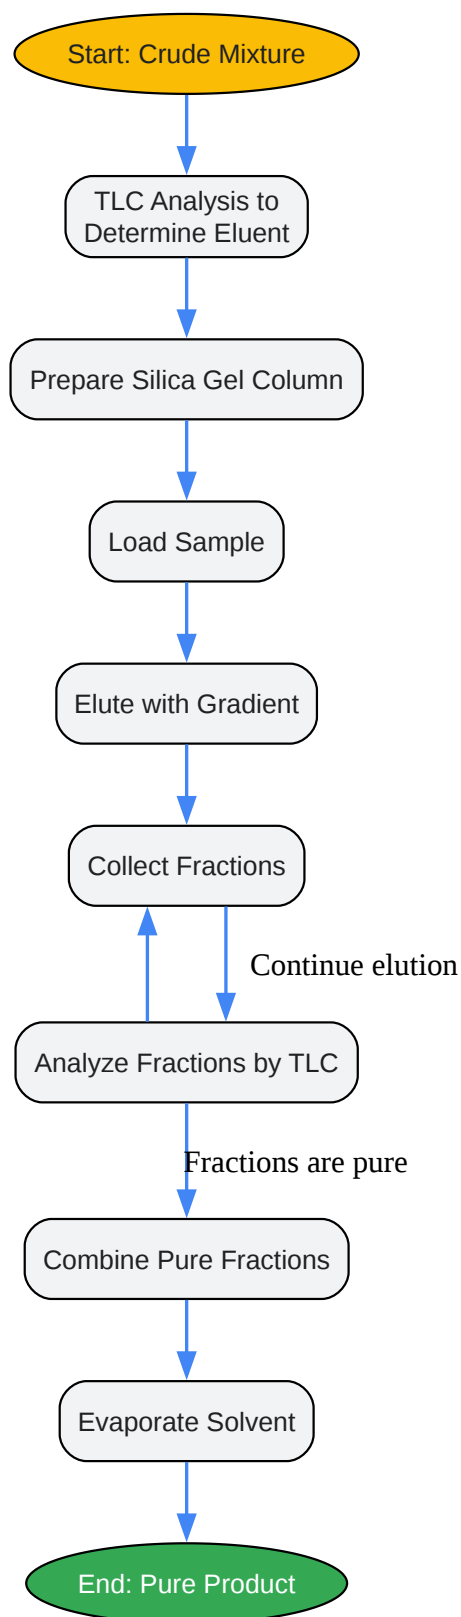 Start: Crude Mixture
TLC Analysis to
Determine Eluent
Prepare Silica Gel Column
Load Sample
Elute with Gradient
Collect Fractions
Continue elution
Analyze Fractions by TLC
Fractions are pure
Combine Pure Fractions
Evaporate Solvent
End: Pure Product